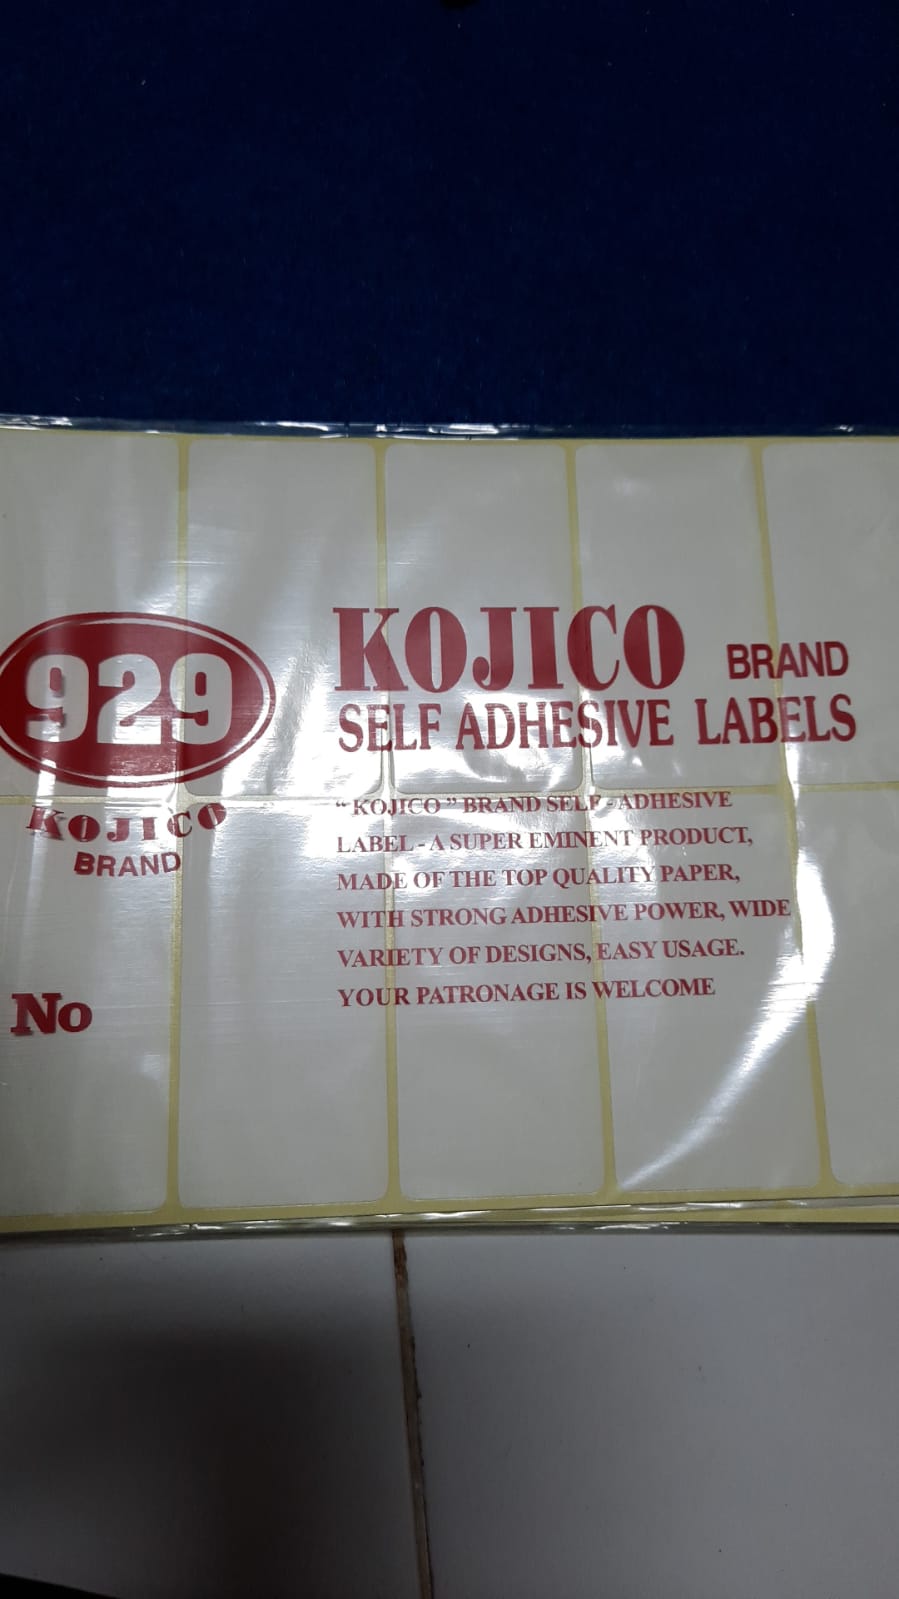 929
KOJICO
BRAND
No
KOJICO BRAND
SELF ADHESIVE LABELS
“ KOJICO ” BRAND SELF - ADHESIVE
LABEL - A SUPER EMINENT PRODUCT,
MADE OF THE TOP QUALITY PAPER,
WITH STRONG ADHESIVE POWER, WIDE
VARIETY OF DESIGNS, EASY USAGE.
YOUR PATRONAGE IS WELCOME